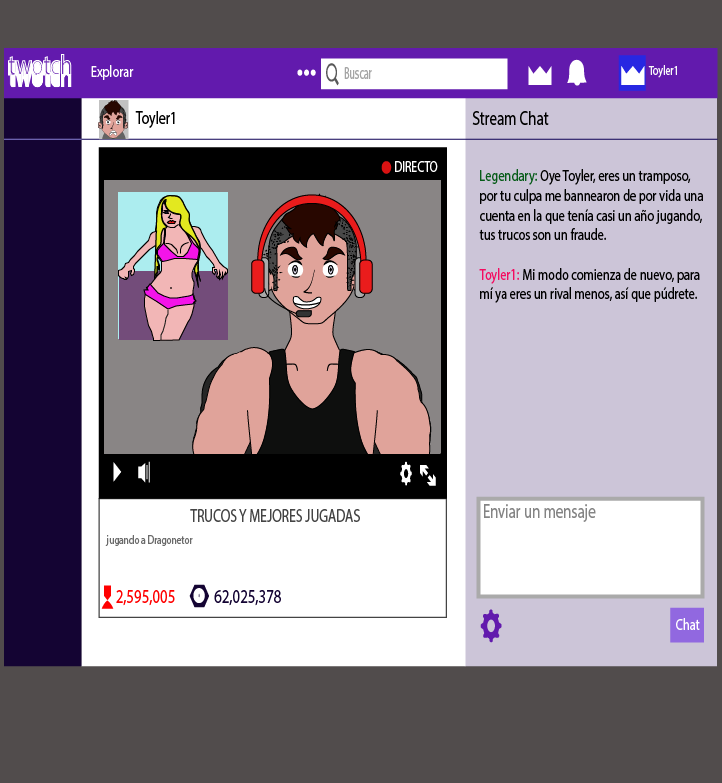 twotch
Explorar
Buscar
Toyler1
Toyler1
Stream Chat
DIRECTO
Legendary: Oye Toyler, eres un tramposo,
por tu culpa me bannearon de por vida una
cuenta en la que tenía casi un año jugando,
tus trucos son un fraude.
Toyler1: Mi modo comienza de nuevo, para
mí ya eres un rival menos, así que púdrete.
TRUCOS Y MEJORES JUGADAS
jugando a Dragonetor
2,595,005
62,025,378
Enviar un mensaje
Chat